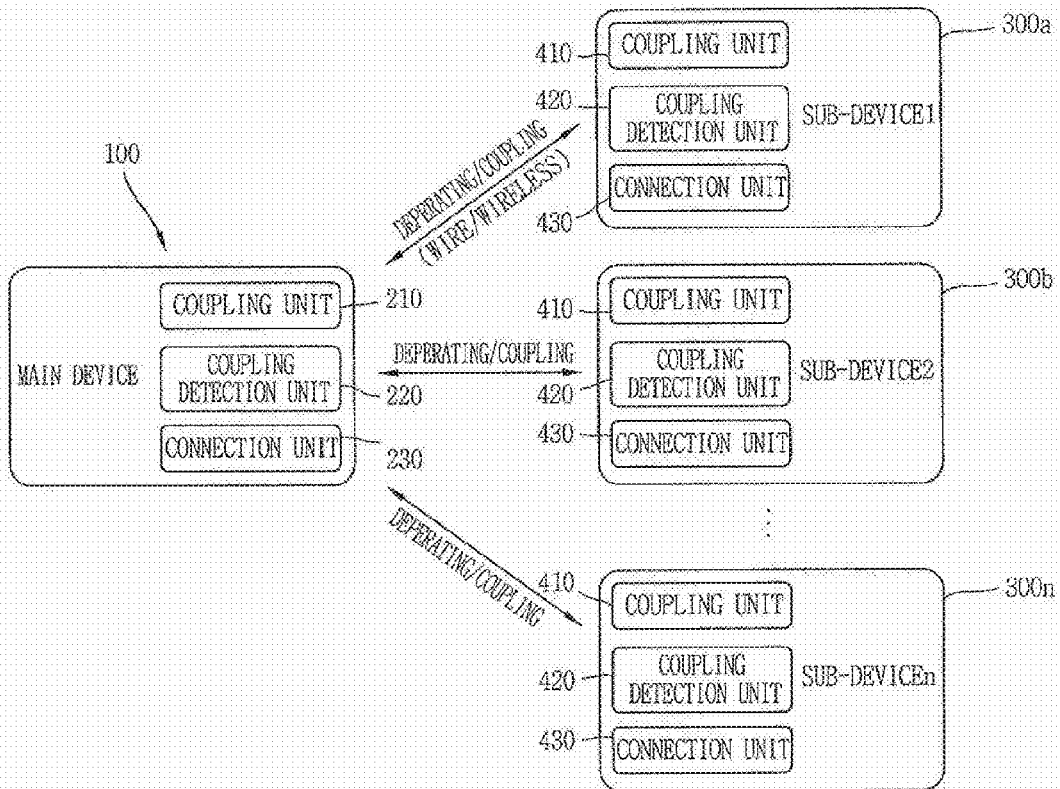 100
MAIN DEVICE
COUPLING UNIT
210
COUPLING
DETECTION UNIT
220
CONNECTION UNIT
230
DEPERATING/COUPLING
(WIRE/WIRELESS)
DEPERATING/COUPLING
DEPERATING/COUPLING
300a
410
COUPLING UNIT
420
COUPLING
DETECTION UNIT
SUB-DEVICE1
430
CONNECTION UNIT
300b
410
COUPLING UNIT
420
COUPLING
DETECTION UNIT
SUB-DEVICE2
430
CONNECTION UNIT
300n
410
COUPLING UNIT
420
COUPLING
DETECTION UNIT
SUB-DEVICEn
430
CONNECTION UNIT